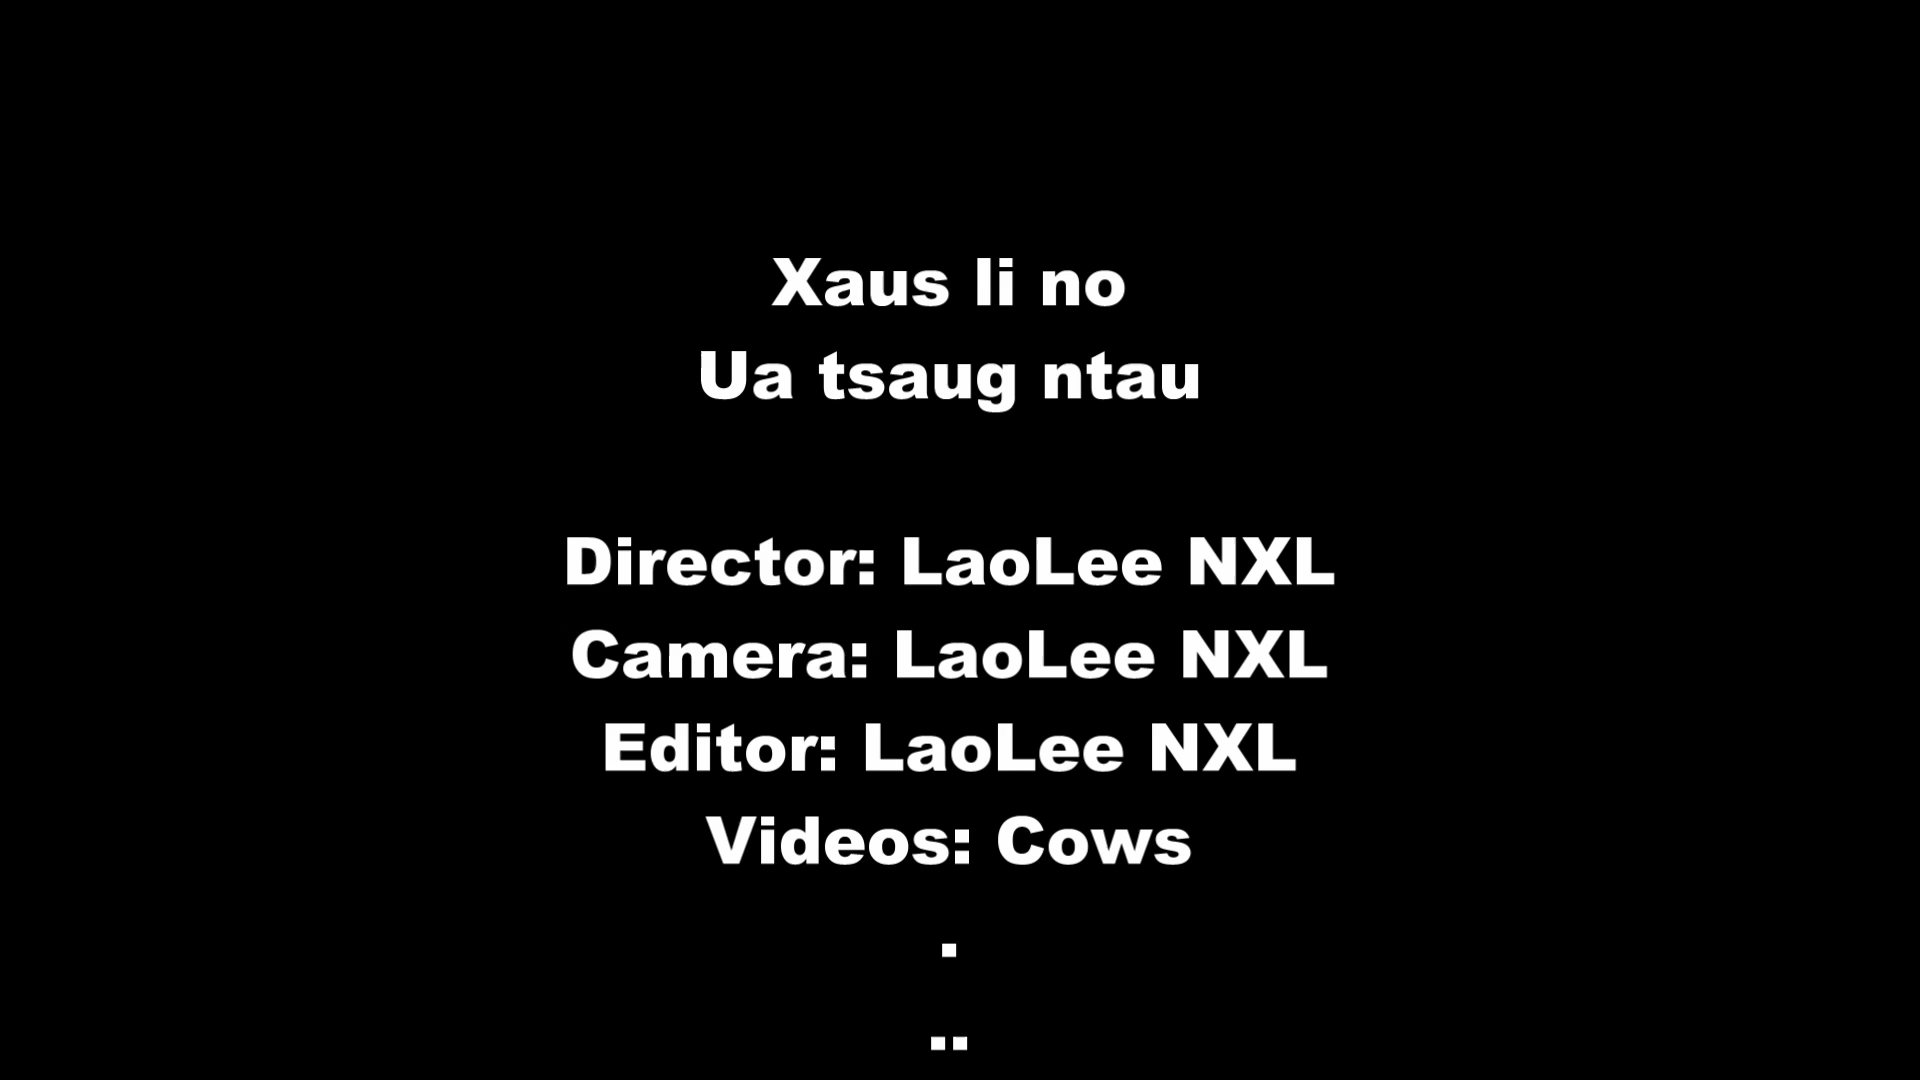 Xaus li no
Ua tsaug ntau
Director: LaoLee NXL
Camera: LaoLee NXL
Editor: LaoLee NXL
Videos: Cows
.
..